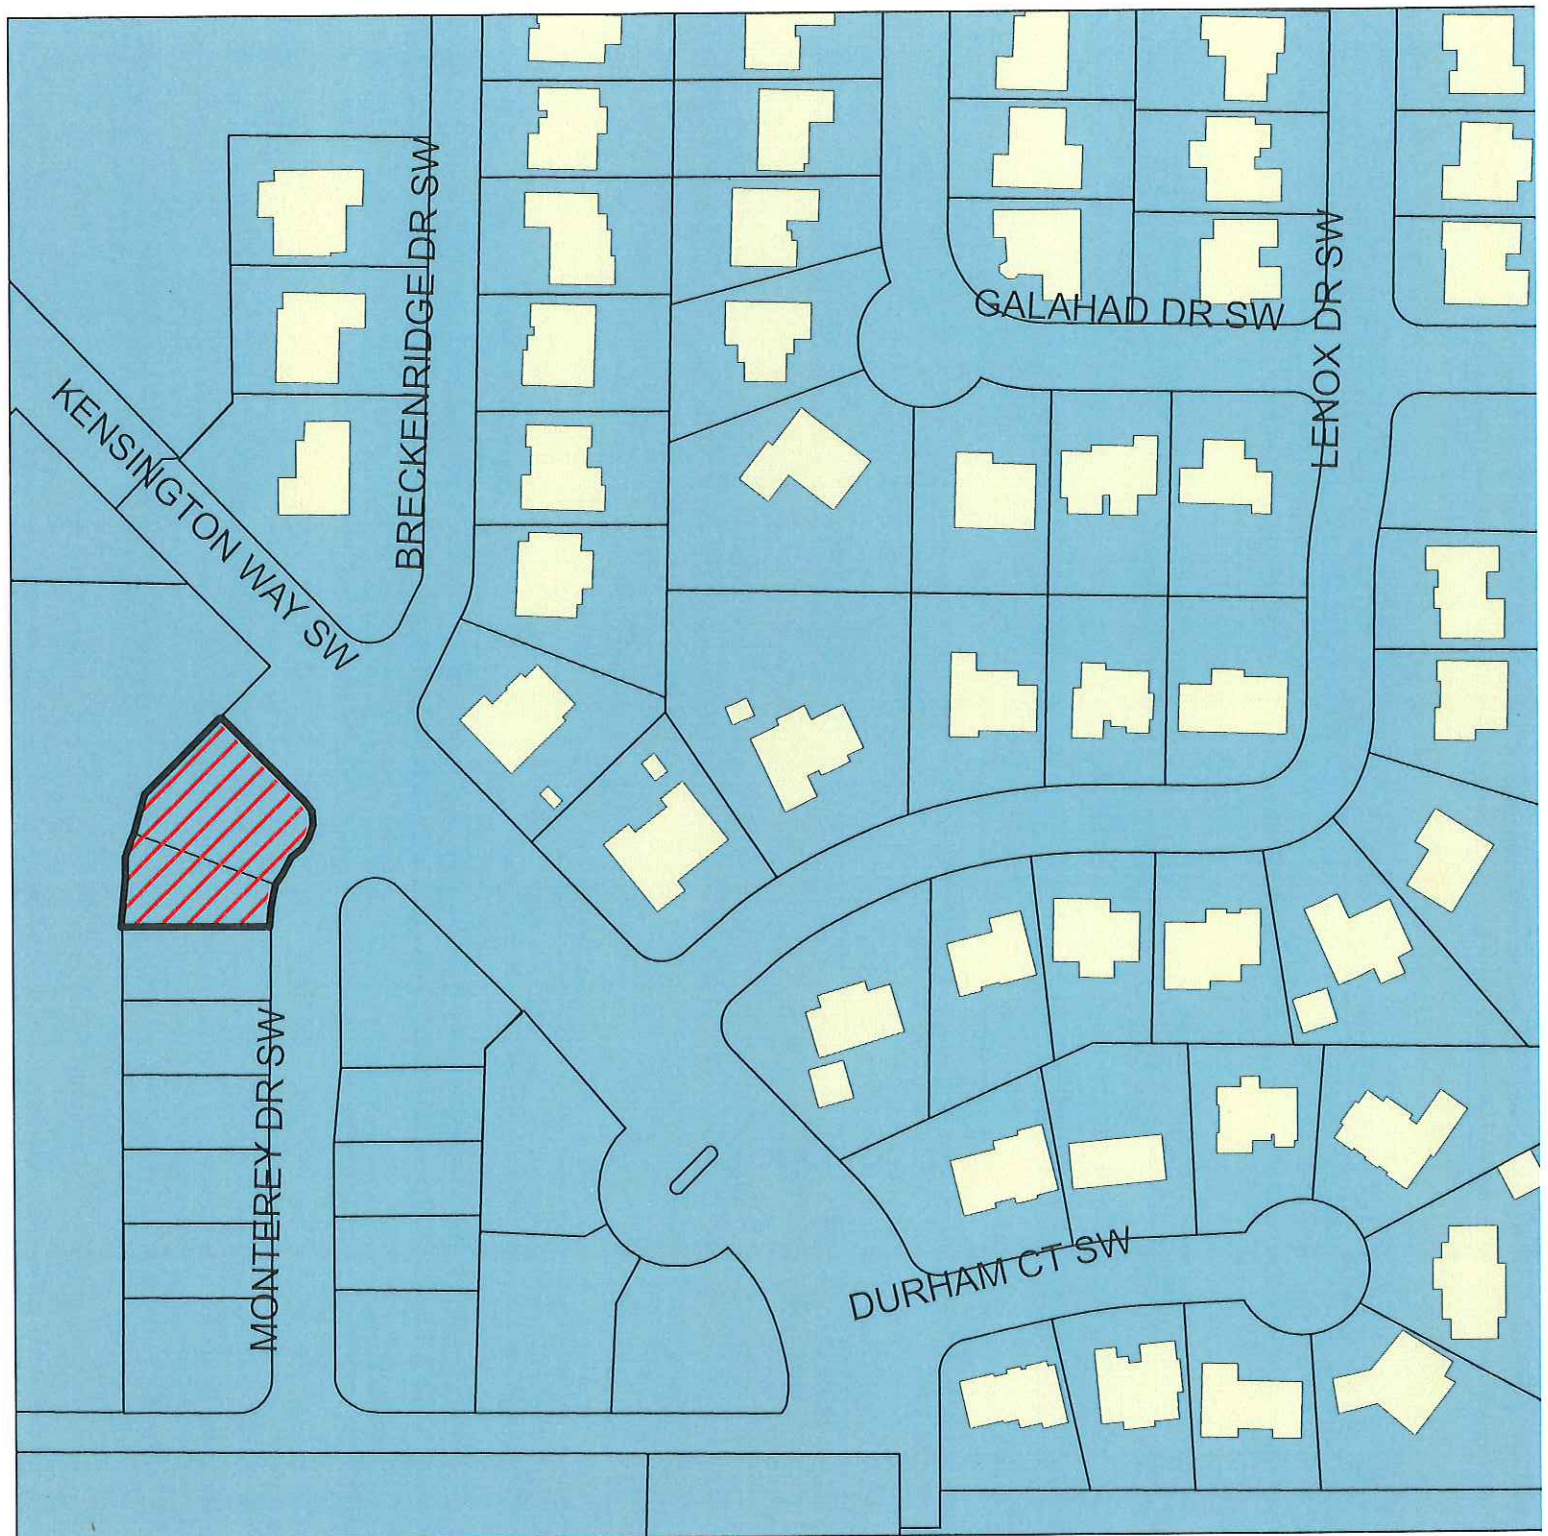 BRECKENRIDGE DR SW
GALAHAD DR SW
LENOX DR SW
KENSINGTON WAY SW
MONTEREY DR SW
DURHAM CT SW